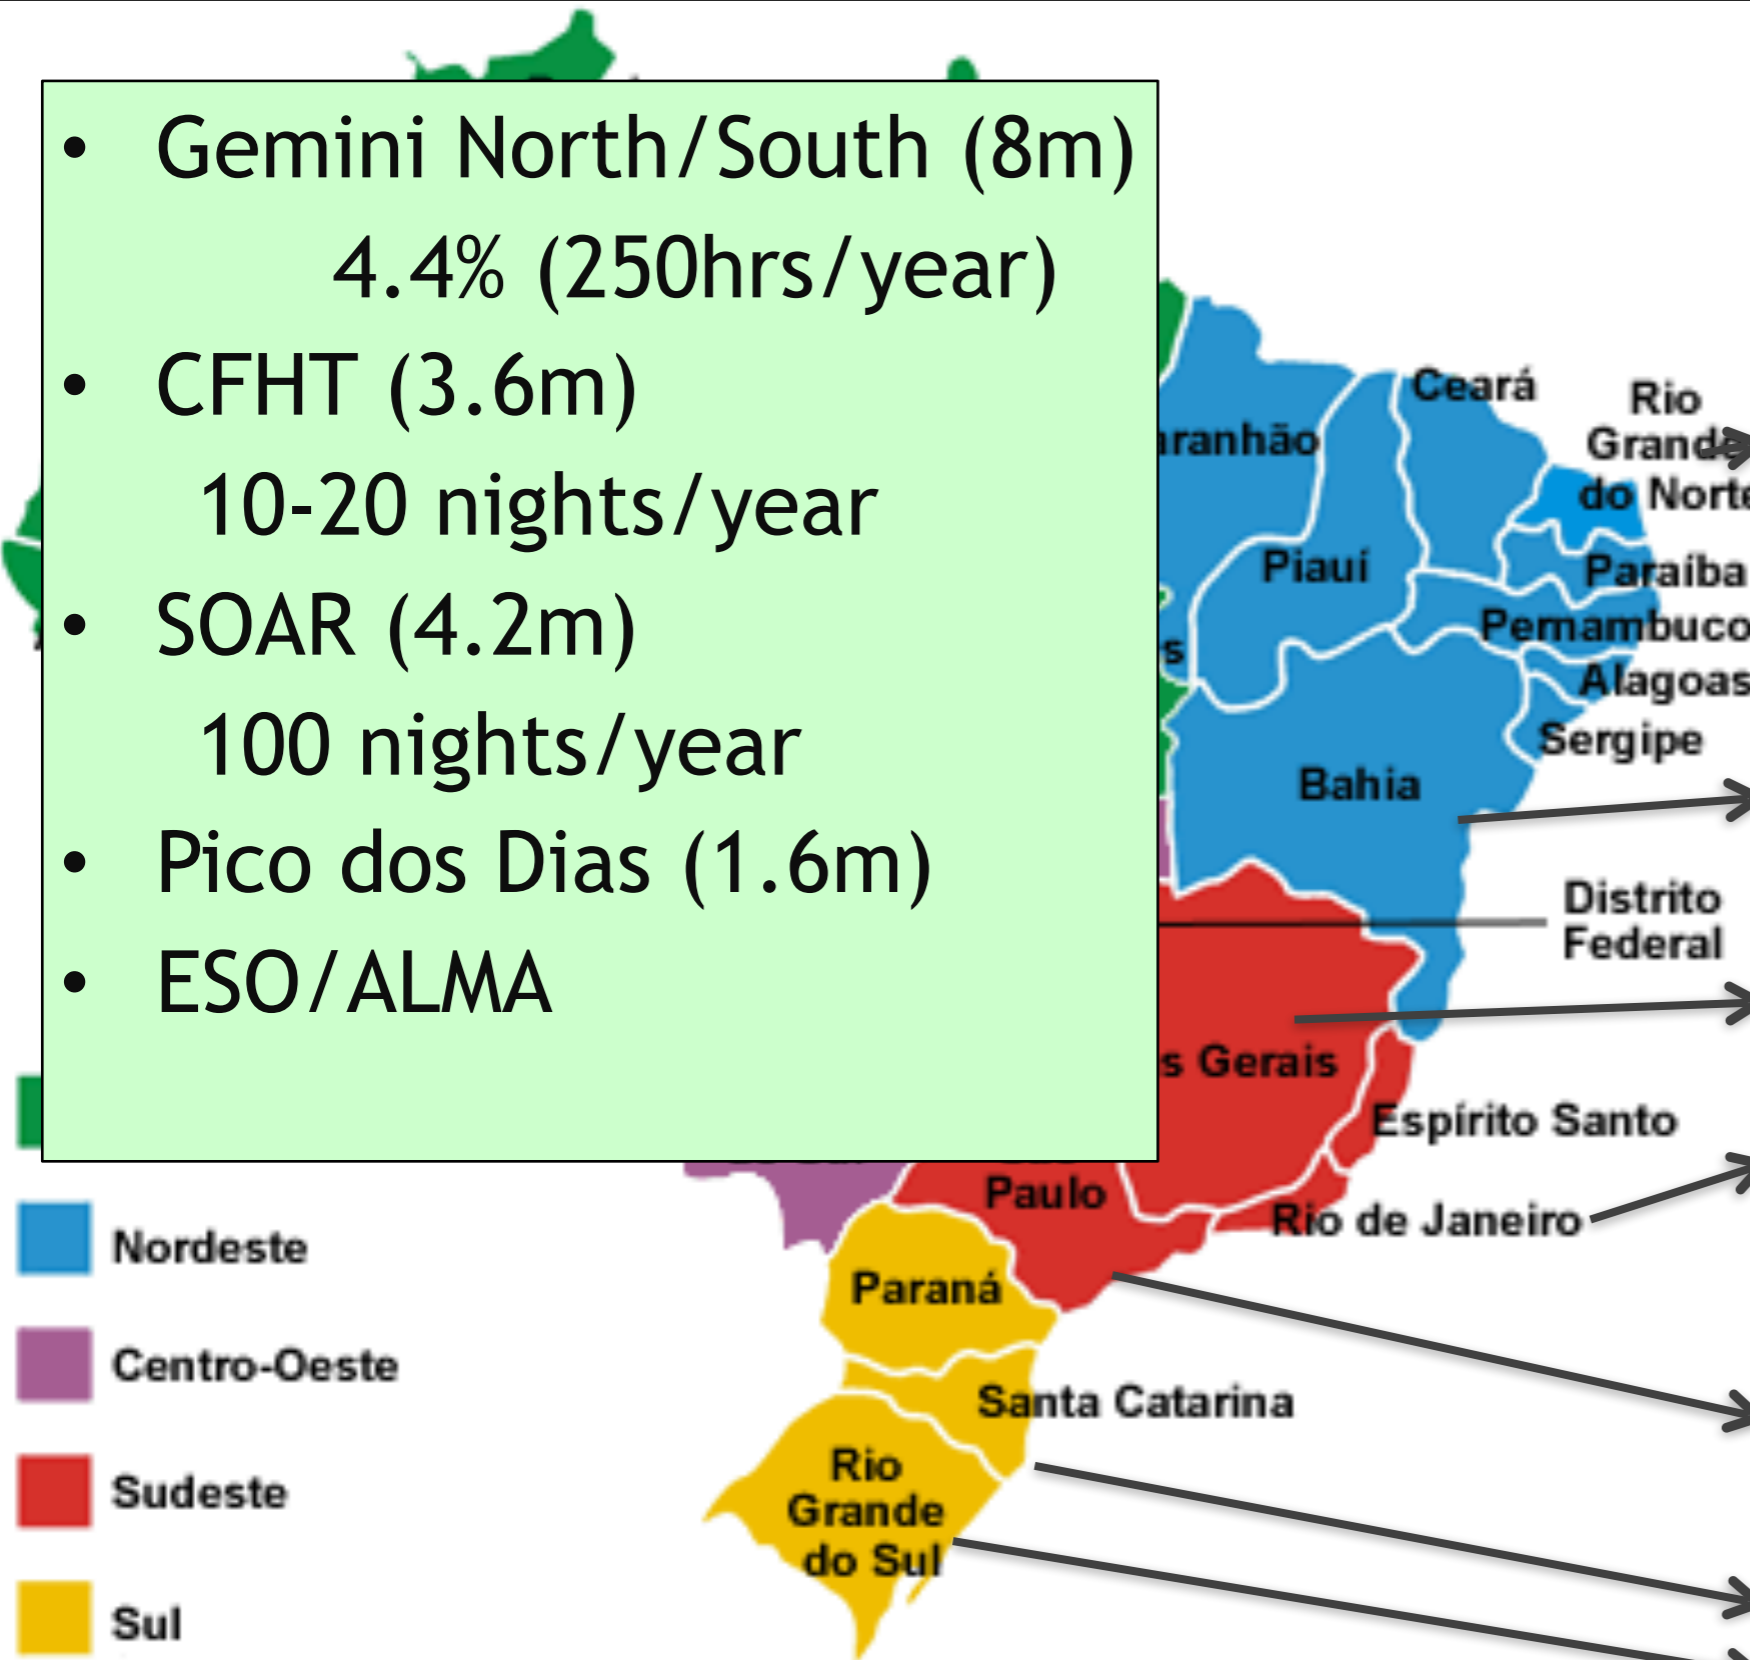 • Gemini North/South (8m)
4.4% (250hrs/year)
• CFHT (3.6m)
10-20 nights/year
• SOAR (4.2m)
100 nights/year
• Pico dos Dias (1.6m)
• ESO/ALMA
Ceará
Rio
Grande
do Norte
aranhão
Piauí
Paraíba
Pernambuco
s
Alagoas
Sergipe
Bahia
Distrito
Federal
s Gerais
Espírito Santo
Paulo
Rio de Janeiro
Paraná
Santa Catarina
Rio
Grande
do Sul
Nordeste
Centro-Oeste
Sudeste
Sul